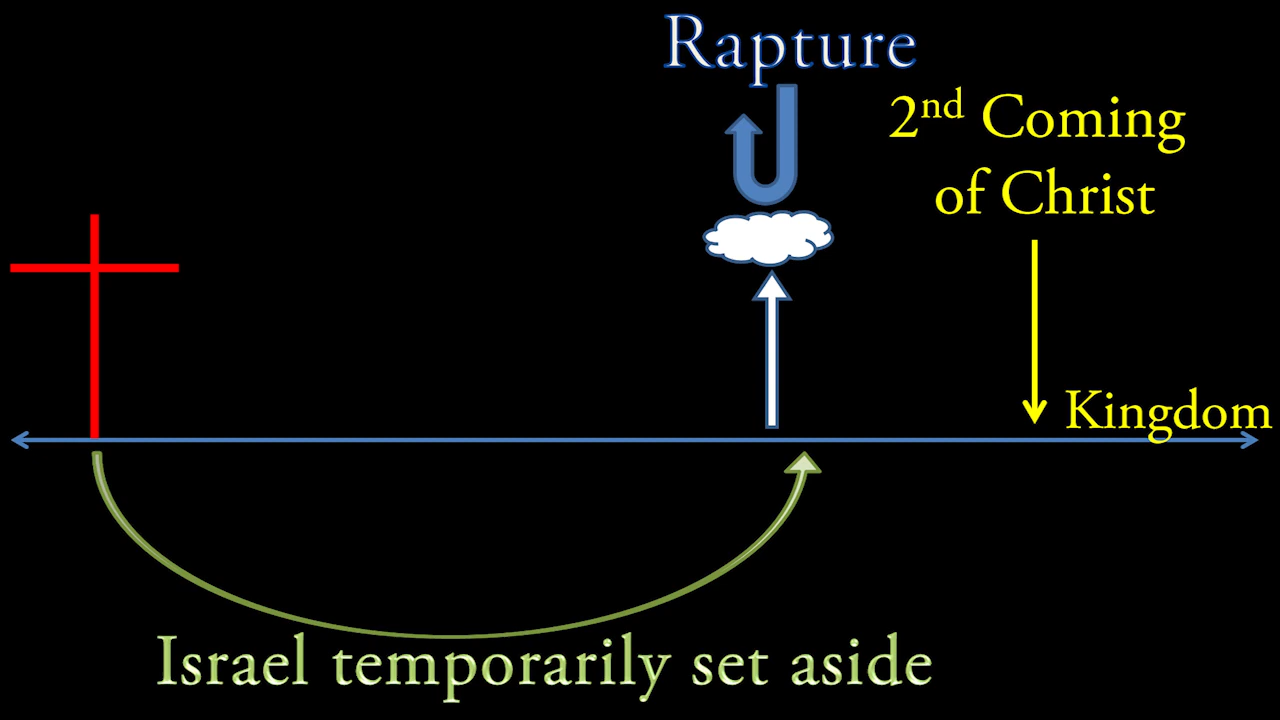 Rapture
2nd Coming
of Christ
Kingdom
Israel temporarily set aside